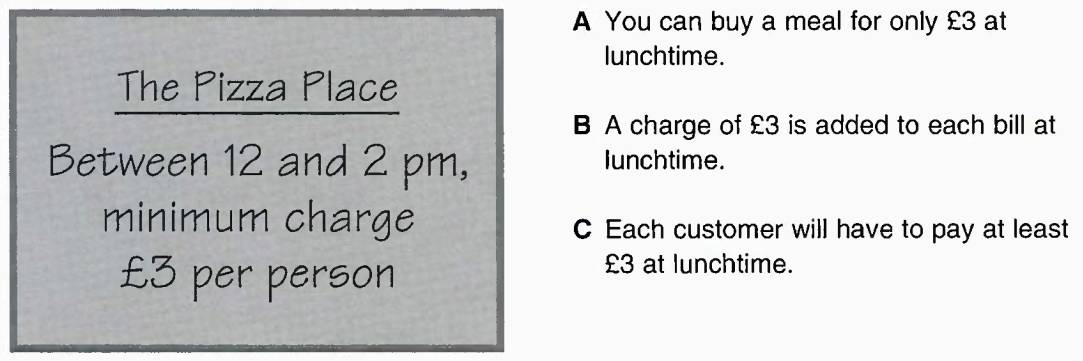 The Pizza Place
Between 12 and 2 pm,
minimum charge
£3 per person
A You can buy a meal for only £3 at
lunchtime.
B A charge of £3 is added to each bill at
lunchtime.
C Each customer will have to pay at least
£3 at lunchtime.